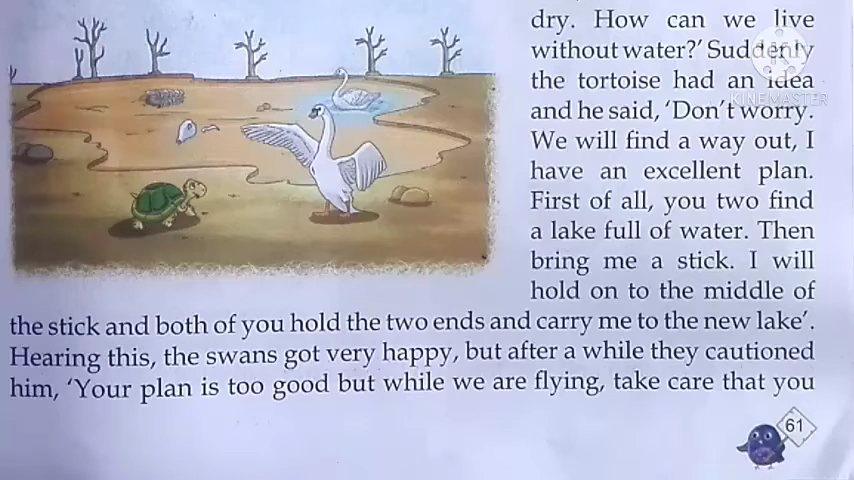 dry. How can we live
without water?' Suddenly
the tortoise had an idea
and he said, 'Don't worry.
We will find a way out, I
have an excellent plan.
First of all, you two find
a lake full of water. Then
bring me a stick. I will
hold on to the middle of
the stick and both of you hold the two ends and carry me to the new lake'.
Hearing this, the swans got very happy, but after a while they cautioned
him, 'Your plan is too good but while we are flying, take care that you
61
KINEMASTER